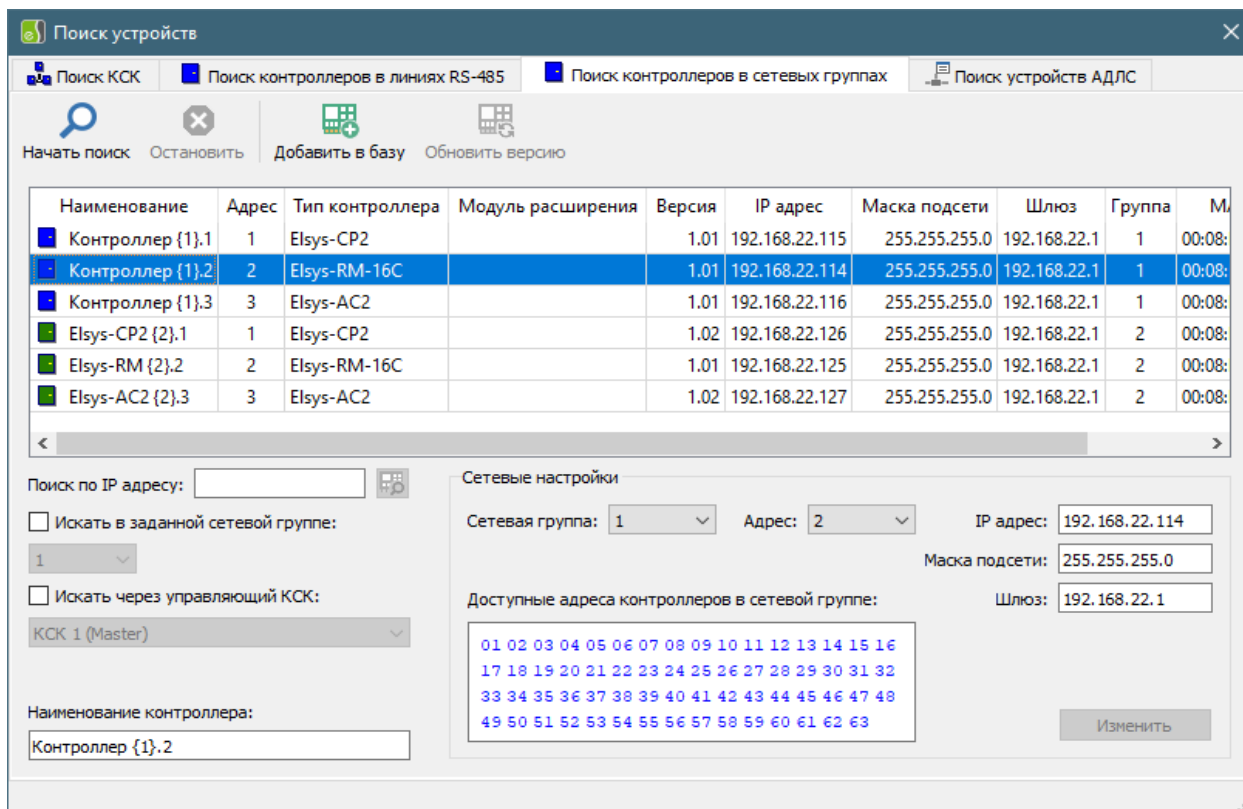 Поиск устройств
Поиск КСК Поиск контроллеров в линиях RS-485 Поиск контроллеров в сетевых группах Поиск устройств АДЛС
Начать поиск Остановить Добавить в базу Обновить версию
Наименование Адрес Тип контроллера Модуль расширения Версия IP адрес Маска подсети Шлюз Группа
Контроллер {1}.1 1 Elsys-CP2 1.01 192.168.22.115 255.255.255.0 192.168.22.1 1 00:08:
Контроллер {1}.2 2 Elsys-RM-16C 1.01 192.168.22.114 255.255.255.0 192.168.22.1 1 00:08:
Контроллер {1}.3 3 Elsys-AC2 1.01 192.168.22.116 255.255.255.0 192.168.22.1 1 00:08:
Elsys-CP2 {2}.1 1 Elsys-CP2 1.02 192.168.22.126 255.255.255.0 192.168.22.1 2 00:08:
Elsys-RM {2}.2 2 Elsys-RM-16C 1.01 192.168.22.125 255.255.255.0 192.168.22.1 2 00:08:
Elsys-AC2 {2}.3 3 Elsys-AC2 1.02 192.168.22.127 255.255.255.0 192.168.22.1 2 00:08:
Поиск по IP адресу:
Искать в заданной сетевой группе:
1
Искать через управляющий КСК:
КСК 1 (Master)
Наименование контроллера:
Контроллер {1}.2
Сетевые настройки
Сетевая группа: 1 Адрес: 2 IP адрес: 192.168.22.114
Маска подсети: 255.255.255.0
Доступные адреса контроллеров в сетевой группе: Шлюз: 192.168.22.1
01 02 03 04 05 06 07 08 09 10 11 12 13 14 15 16
17 18 19 20 21 22 23 24 25 26 27 28 29 30 31 32
33 34 35 36 37 38 39 40 41 42 43 44 45 46 47 48
49 50 51 52 53 54 55 56 57 58 59 60 61 62 63
Изменить